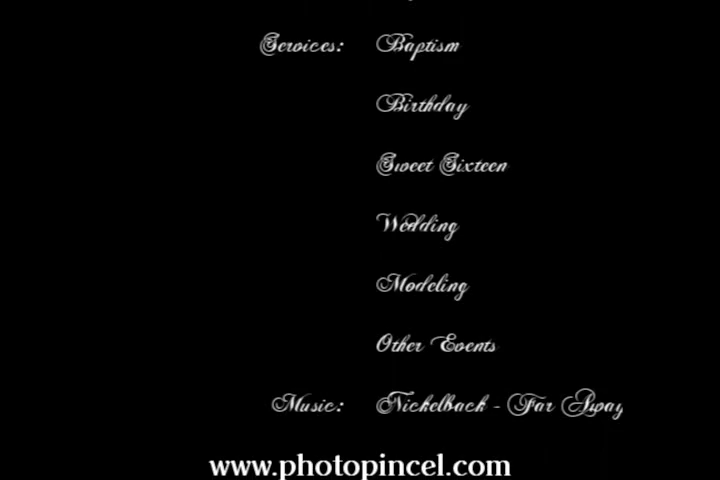 Services: Baptism
Birthday
Sweet Sixteen
Wedding
Modeling
Other Events
Music: Nickelback - Far Away
www.photopincel.com